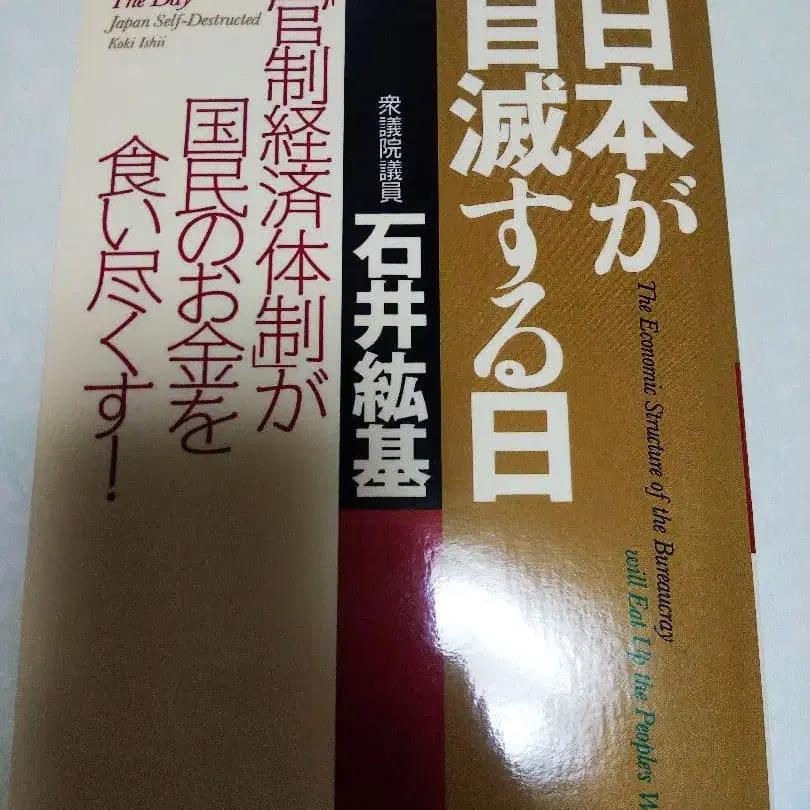 日本が
自滅する日
The Economic Structure of the Bureaucray
will Eat Up the People's
衆議院議員
石井紘基
「官制経済体制」が
国民のお金を
食い尽くす!
The Day
Japan Self-Destructed
Koki Ishii